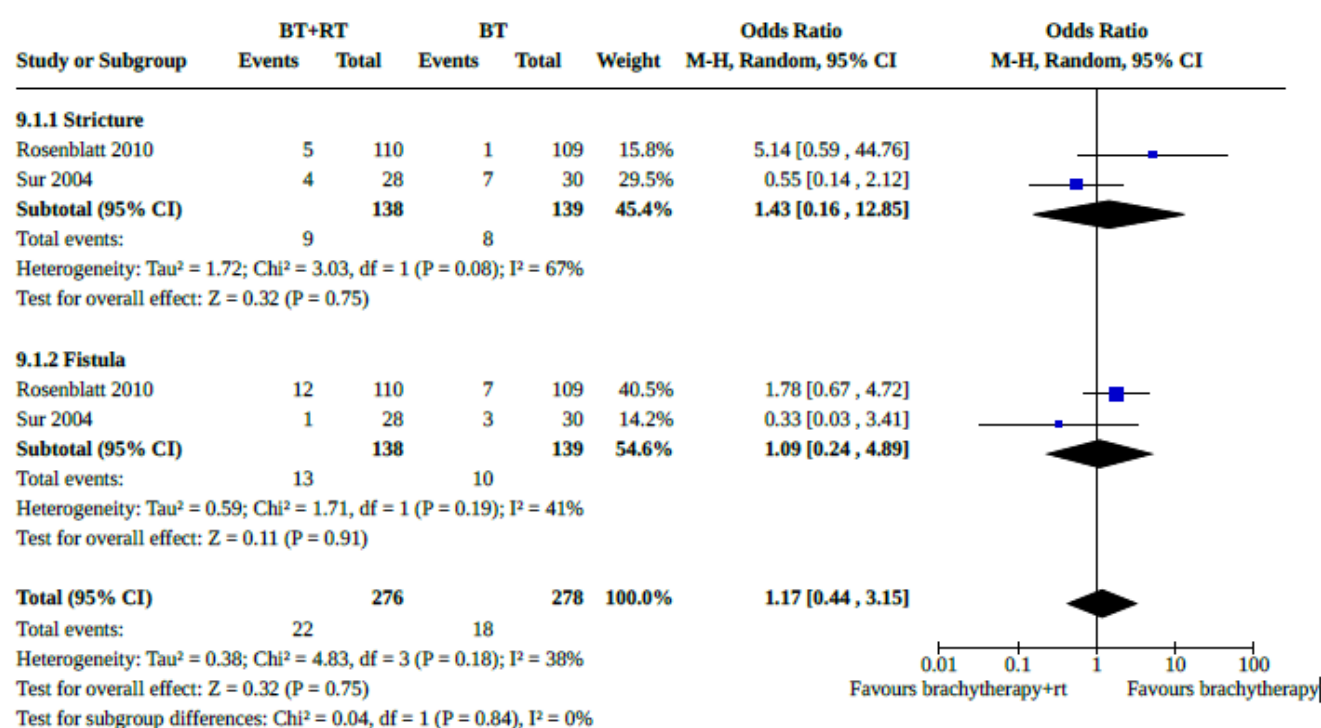 BT+RT BT Odds Ratio Odds Ratio
Study or Subgroup Events Total Events Total Weight M-H, Random, 95% CI M-H, Random, 95% CI
9.1.1 Stricture
Rosenblatt 2010 5 110 1 109 15.8% 5.14 [0.59 , 44.76]
Sur 2004 4 28 7 30 29.5% 0.55 [0.14 , 2.12]
Subtotal (95% CI) 138 139 45.4% 1.43 [0.16 , 12.85]
Total events: 9 8
Heterogeneity: Tau² = 1.72; Chi² = 3.03, df = 1 (P = 0.08); I² = 67%
Test for overall effect: Z = 0.32 (P = 0.75)
9.1.2 Fistula
Rosenblatt 2010 12 110 7 109 40.5% 1.78 [0.67 , 4.72]
Sur 2004 1 28 3 30 14.2% 0.33 [0.03 , 3.41]
Subtotal (95% CI) 138 139 54.6% 1.09 [0.24 , 4.89]
Total events: 13 10
Heterogeneity: Tau² = 0.59; Chi² = 1.71, df = 1 (P = 0.19); I² = 41%
Test for overall effect: Z = 0.11 (P = 0.91)
Total (95% CI) 276 278 100.0% 1.17 [0.44 , 3.15]
Total events: 22 18
Heterogeneity: Tau² = 0.38; Chi² = 4.83, df = 3 (P = 0.18); I² = 38%
0.01 0.1 1 10 100
Test for overall effect: Z = 0.32 (P = 0.75)
Favours brachytherapy+rt Favours brachytherapy
Test for subgroup differences: Chi² = 0.04, df = 1 (P = 0.84), I² = 0%